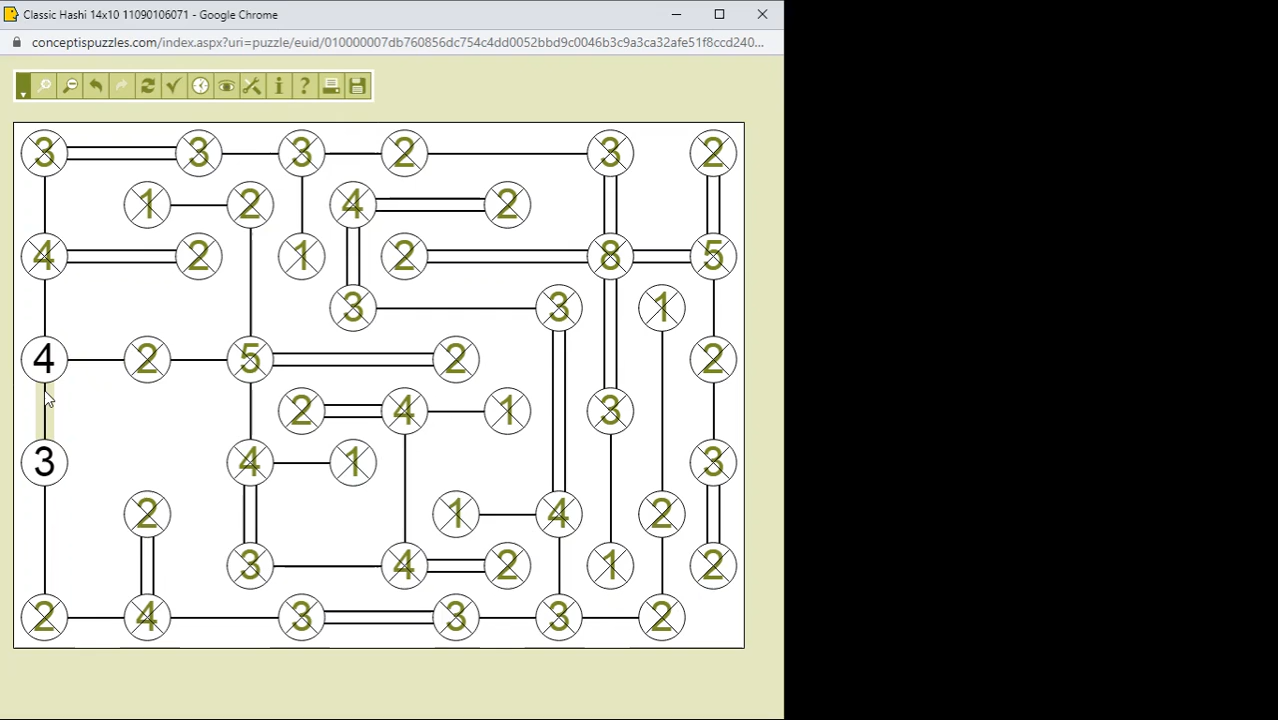 Classic Hashi 14x10 11090106071 - Google Chrome
conceptispuzzles.com/index.aspx?uri=puzzle/euid/010000007db760856dc754c4dd0052bbd9c0046b3c9a3ca32afe51f8ccd240...
i ?
3 3 3 2 3 2
1 2 4 2
4 2 1 2 8 5
3 3 1
4 2 5 2 2
2 4 1 3
3 4 1 3
2 1 4 2
3 4 2 1 2
2 4 3 3 3 2